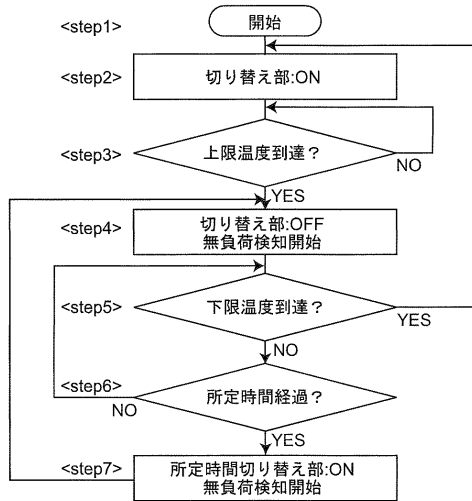 <step1> 開始
<step2> 切り替え部:ON
<step3> 上限温度到達？
NO
YES
<step4> 切り替え部:OFF
無負荷検知開始
<step5> 下限温度到達？
YES
NO
<step6> 所定時間経過？
NO
YES
<step7> 所定時間切り替え部:ON
無負荷検知開始